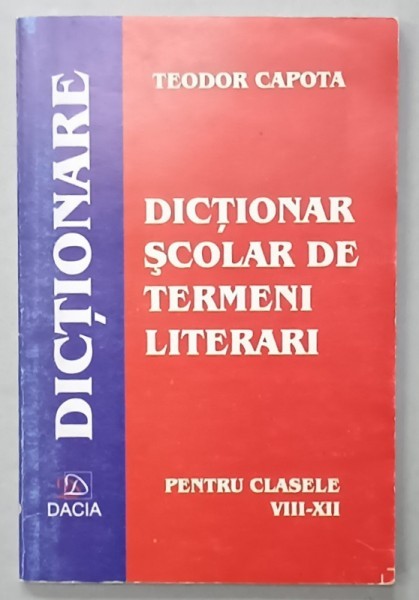 TEODOR CAPOTA
DICȚIONARE
DICȚIONAR
ȘCOLAR DE
TERMENI
LITERARI
PENTRU CLASELE
VIII-XII
DACIA